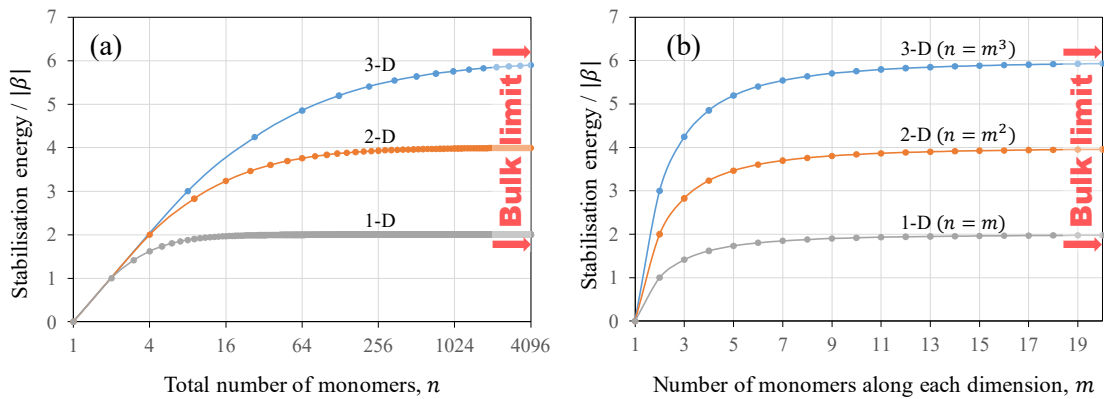 (a)
Stabilisation energy / |β|
7
6
5
4
3
2
1
0
3-D
2-D
1-D
Bulk limit
1 4 16 64 256 1024 4096
Total number of monomers, n
(b)
Stabilisation energy / |β|
7
6
5
4
3
2
1
0
3-D (n = m³)
2-D (n = m²)
1-D (n = m)
Bulk limit
1 3 5 7 9 11 13 15 17 19
Number of monomers along each dimension, m